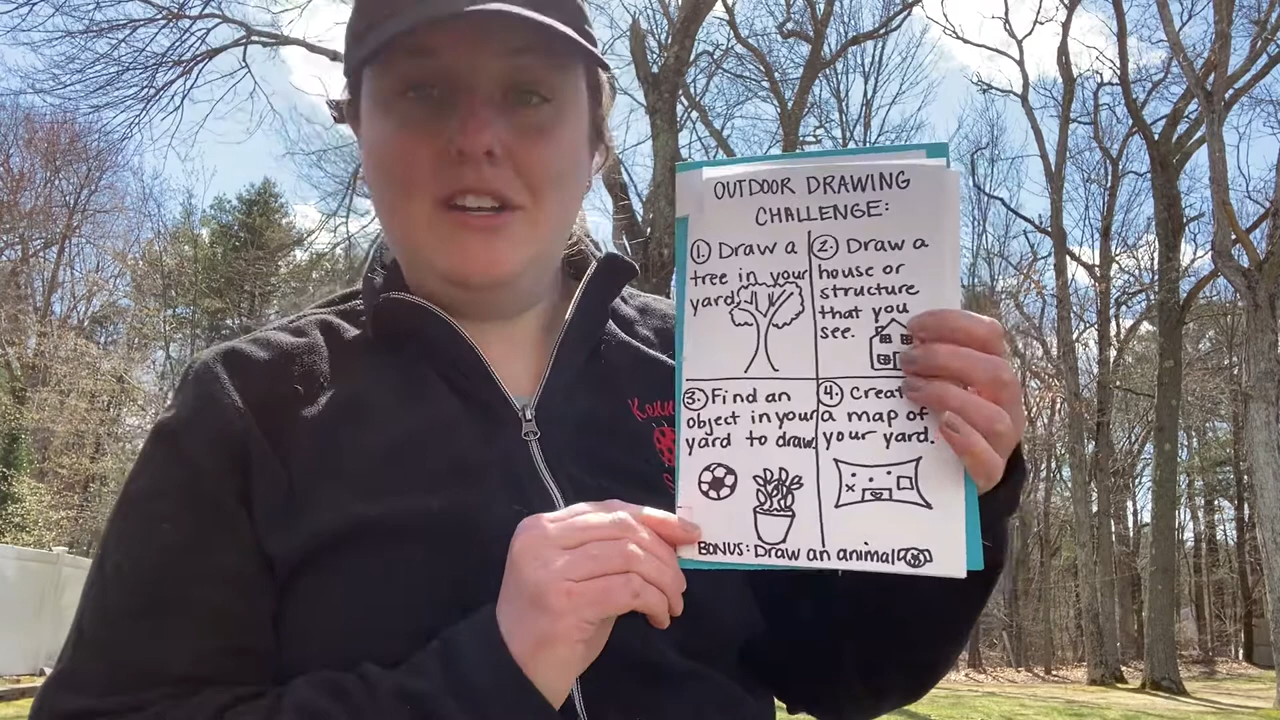 OUTDOOR DRAWING
CHALLENGE:
1. Draw a
tree in your
yard
2. Draw a
house or
structure
that you
see.
3. Find an
object in your
yard to draw.
4. Creat
a map of
your yard.
BONUS: Draw an animal